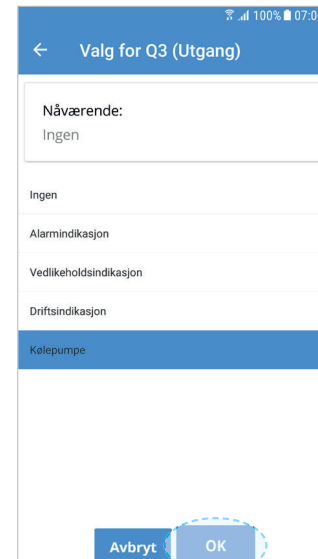 100% 07:0
Valg for Q3 (Utgang)
Nåværende:
Ingen
Ingen
Alarmindikasjon
Vedlikeholdsindikasjon
Driftsindikasjon
Kølepumpe
Avbryt OK